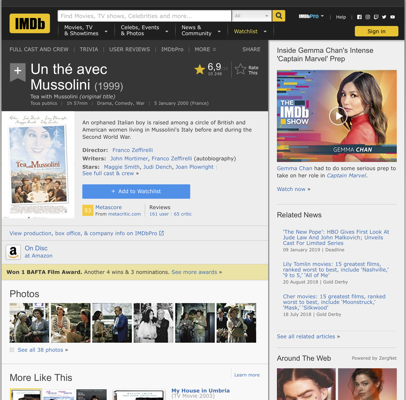 IMDb
Find Movies, TV shows, Celebrities and more...
All
IMDbPro
Help
Movies, TV & Showtimes
Celebs, Events & Photos
News & Community
Watchlist
Sign in
FULL CAST AND CREW | TRIVIA | USER REVIEWS | IMDbPro | MORE
SHARE
Un thé avec
Mussolini (1999)
Tea with Mussolini (original title)
Tous publics | 1h 57min | Drama, Comedy, War | 5 January 2000 (France)
6,9
Rate
This
An orphaned Italian boy is raised among a circle of British and
American women living in Mussolini's Italy before and during the
Second World War.
Director: Franco Zeffirelli
Writers: John Mortimer, Franco Zeffirelli (autobiography)
Stars: Maggie Smith, Judi Dench, Joan Plowright |
See full cast & crew »
+ Add to Watchlist
Metascore
From metacritic.com
Reviews
161 user | 65 critic
View production, box office, & company info on IMDbPro
On Disc
at Amazon
Won 1 BAFTA Film Award. Another 4 wins & 3 nominations. See more awards »
Photos
See all 38 photos »
More Like This
Learn more
My House in Umbria
(TV Movie 2003)
Inside Gemma Chan's Intense
'Captain Marvel' Prep
THE
IMDb
SHOW
GEMMA CHAN
Gemma Chan had to do some serious prep to
take on her role in Captain Marvel.
Watch now »
Related News
'The New Pope': HBO Gives First Look At
Jude Law And John Malkovich; Unveils
Cast For Limited Series
09 January 2019 | Deadline
Lily Tomlin movies: 15 greatest films,
ranked worst to best, include 'Nashville,'
'9 to 5,' 'All of Me'
20 August 2018 | Gold Derby
Cher movies: 15 greatest films, ranked
worst to best, include 'Moonstruck,'
'Mask,' 'Silkwood'
18 July 2018 | Gold Derby
See all related articles »
Around The Web
Powered by ZergNet